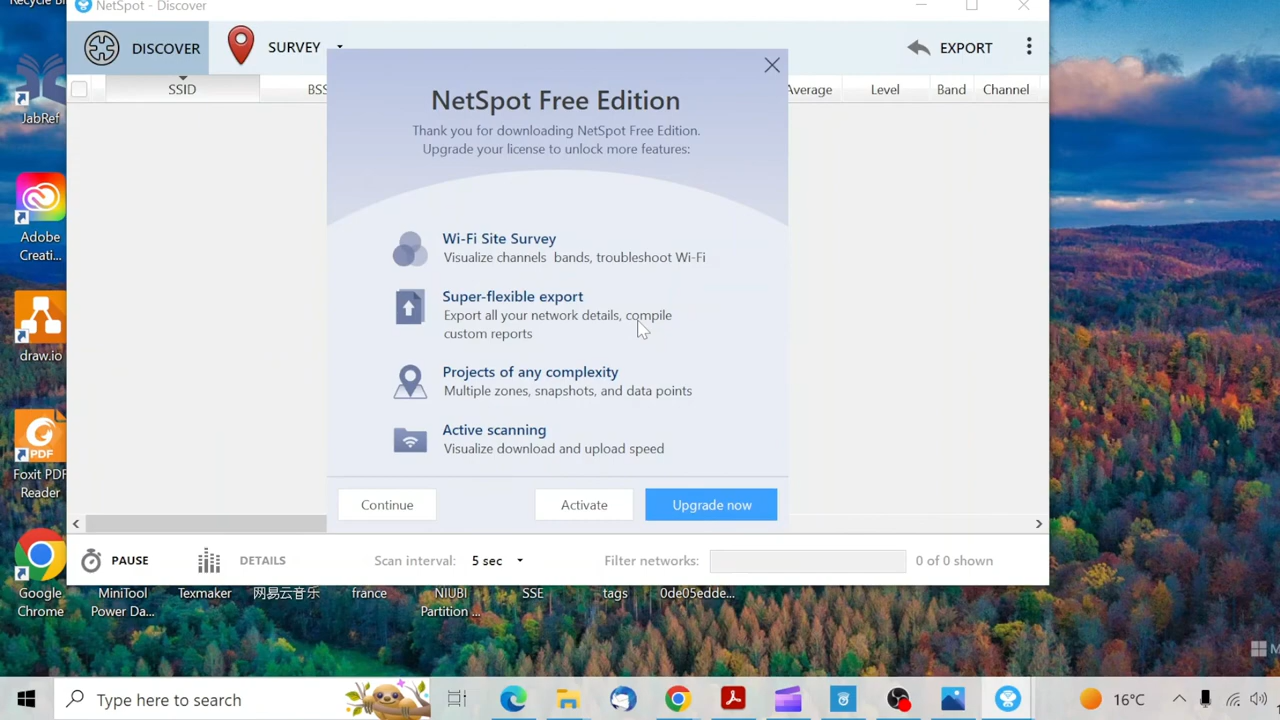 NetSpot - Discover
DISCOVER
SURVEY
EXPORT
SSID
BSS
Average
Level
Band
Channel
NetSpot Free Edition
Thank you for downloading NetSpot Free Edition.
Upgrade your license to unlock more features:
Wi-Fi Site Survey
Visualize channels bands, troubleshoot Wi-Fi
Super-flexible export
Export all your network details, compile
custom reports
Projects of any complexity
Multiple zones, snapshots, and data points
Active scanning
Visualize download and upload speed
Continue
Activate
Upgrade now
PAUSE
DETAILS
Scan interval:
5 sec
Filter networks:
0 of 0 shown
JabRef
Adobe
Creati...
draw.io
PDF
Foxit PDF
Reader
Google
Chrome
MiniTool
Power Da...
Texmaker
网易云音乐
france
NIUBI
Partition ...
SSE
tags
0de05edde...
Type here to search
16°C